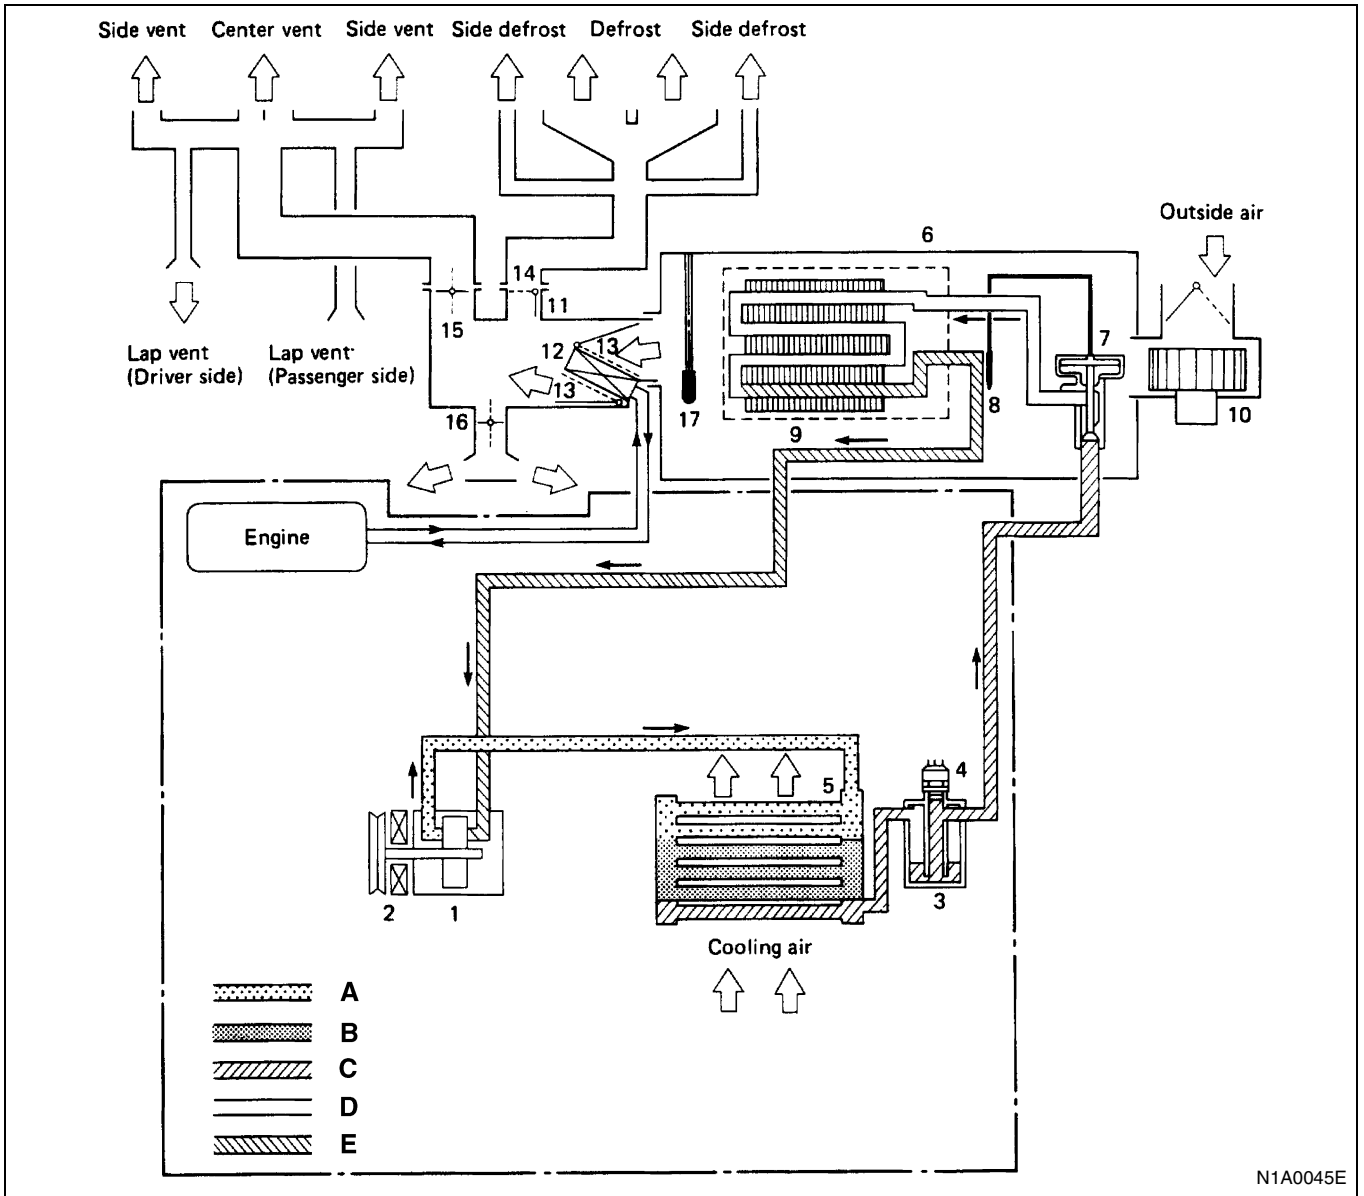 Side vent Center vent Side vent Side defrost Defrost Side defrost
Outside air
6
14
11
15
7
12
13
13
Lap vent
(Driver side)
Lap vent
(Passenger side)
16
17
8
10
9
Engine
4
5
3
2
1
Cooling air
A
B
C
D
E
N1A0045E